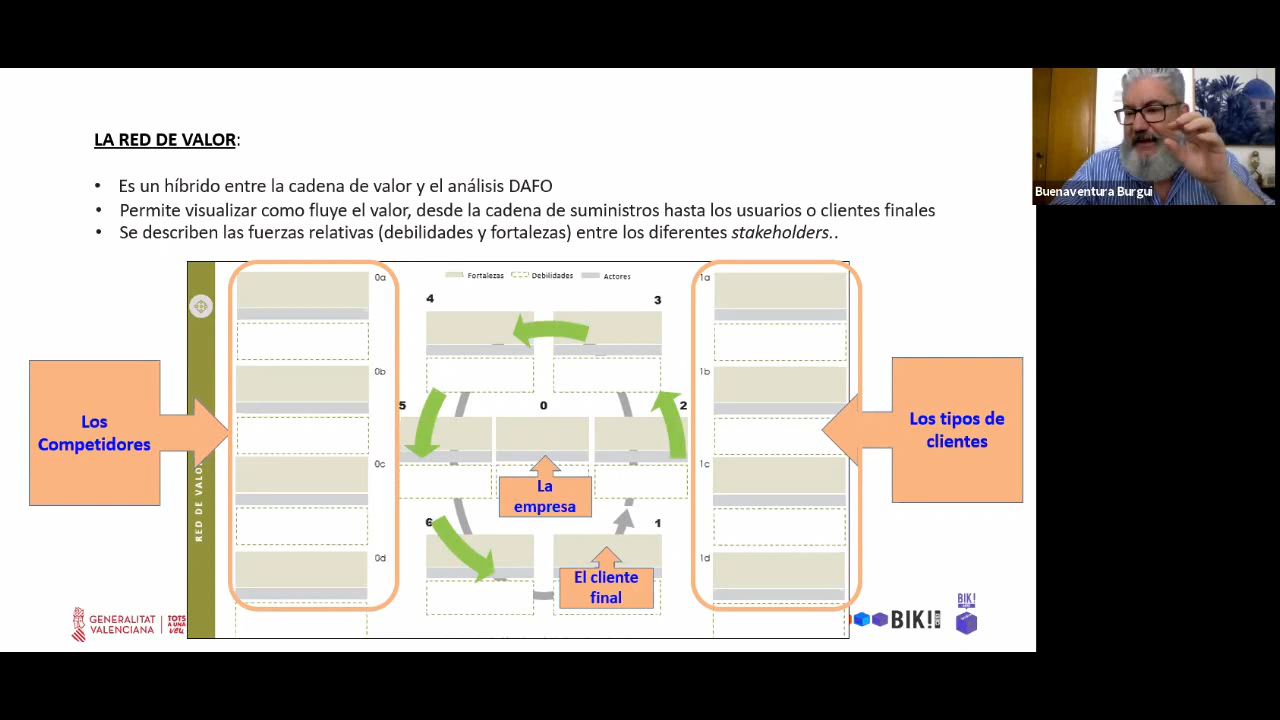 LA RED DE VALOR:
• Es un híbrido entre la cadena de valor y el análisis DAFO
• Permite visualizar como fluye el valor, desde la cadena de suministros hasta los usuarios o clientes finales
• Se describen las fuerzas relativas (debilidades y fortalezas) entre los diferentes stakeholders..
Buenaventura Burgui
Fortalezas
Debilidades
Actores
0a
1a
4
3
0b
1b
5
0
2
Los
Competidores
Los tipos de
clientes
0c
1c
RED DE VALOR
La
empresa
6
1
0d
1d
El cliente
final
GENERALITAT
VALENCIANA
TOTS
A UNA
VEU
BIK!
BIK!